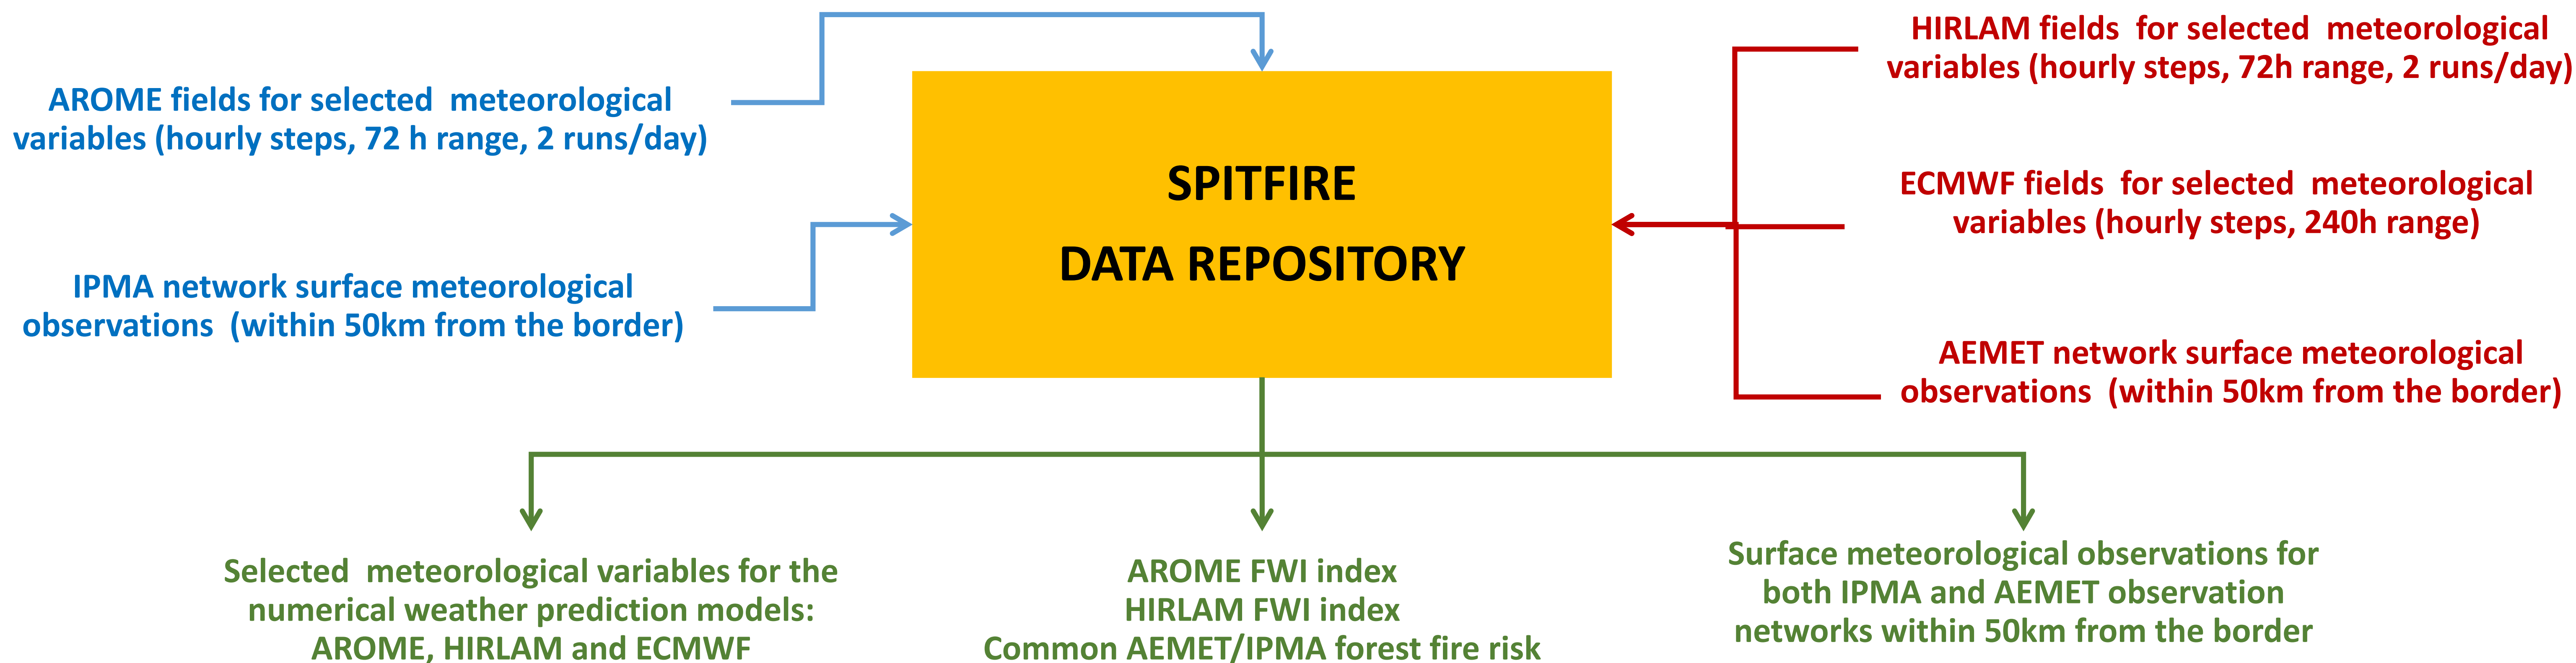 AROME fields for selected meteorological
variables (hourly steps, 72 h range, 2 runs/day)
IPMA network surface meteorological
observations (within 50km from the border)
SPITFIRE
DATA REPOSITORY
HIRLAM fields for selected meteorological
variables (hourly steps, 72h range, 2 runs/day)
ECMWF fields for selected meteorological
variables (hourly steps, 240h range)
AEMET network surface meteorological
observations (within 50km from the border)
Selected meteorological variables for the
numerical weather prediction models:
AROME, HIRLAM and ECMWF
AROME FWI index
HIRLAM FWI index
Common AEMET/IPMA forest fire risk
Surface meteorological observations for
both IPMA and AEMET observation
networks within 50km from the border